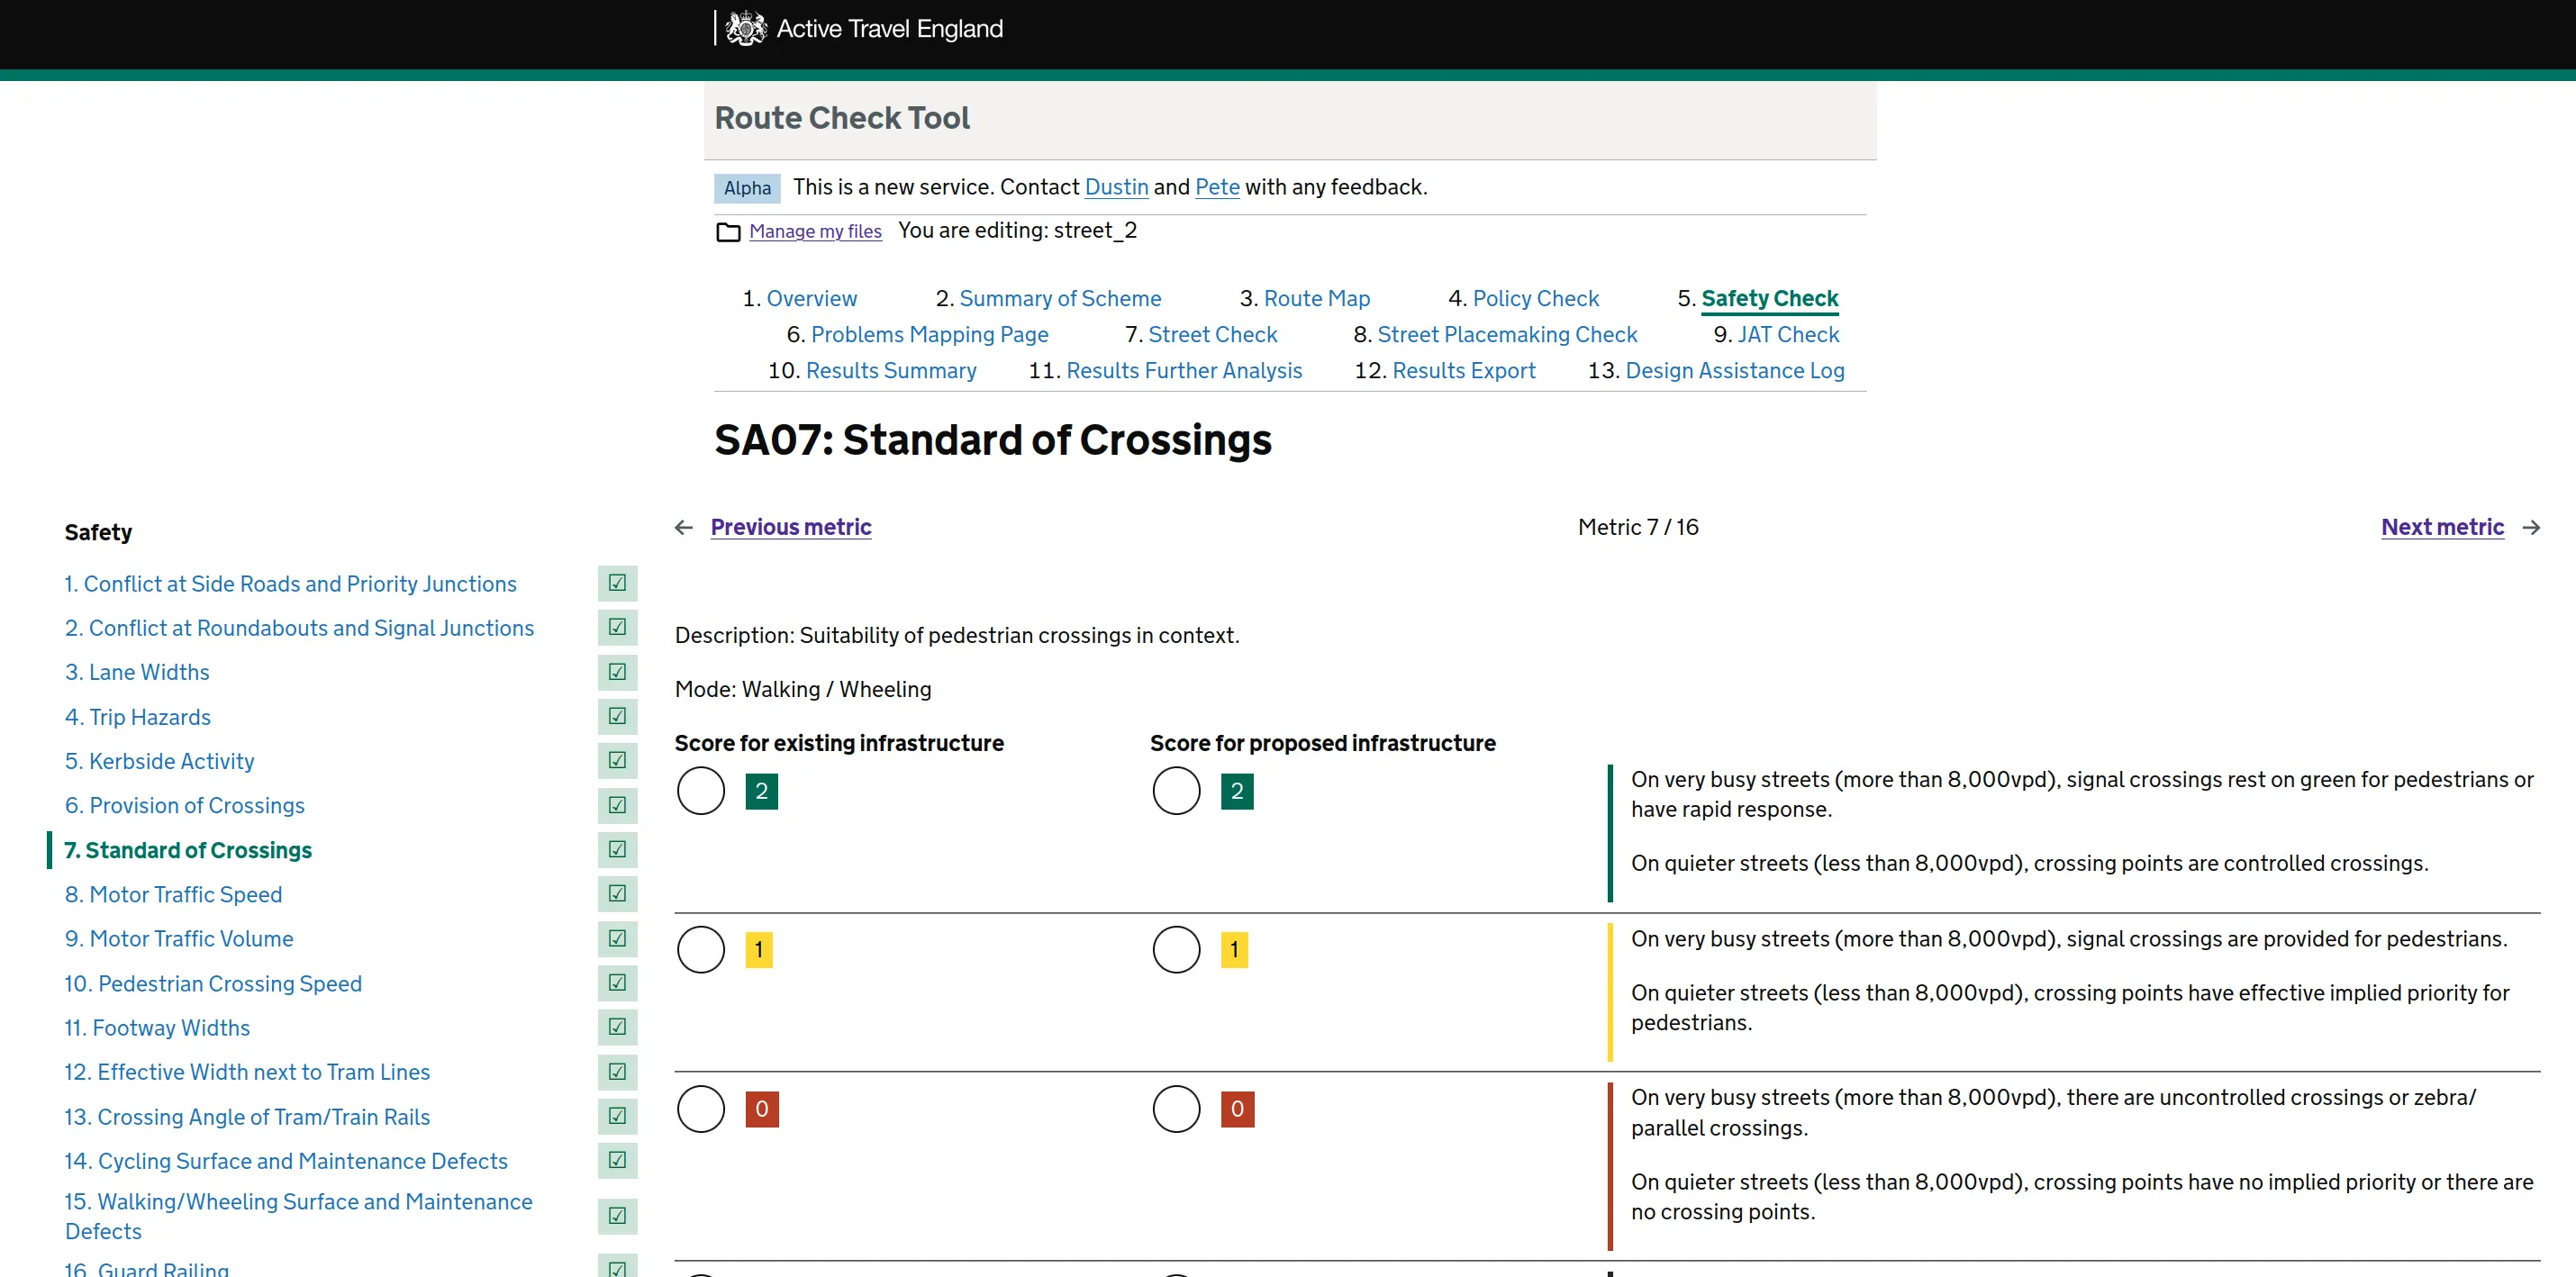 Active Travel England
Route Check Tool
Alpha This is a new service. Contact Dustin and Pete with any feedback.
Manage my files You are editing: street_2
1. Overview 2. Summary of Scheme 3. Route Map 4. Policy Check 5. Safety Check
6. Problems Mapping Page 7. Street Check 8. Street Placemaking Check 9. JAT Check
10. Results Summary 11. Results Further Analysis 12. Results Export 13. Design Assistance Log
SA07: Standard of Crossings
Safety
1. Conflict at Side Roads and Priority Junctions
2. Conflict at Roundabouts and Signal Junctions
3. Lane Widths
4. Trip Hazards
5. Kerbside Activity
6. Provision of Crossings
7. Standard of Crossings
8. Motor Traffic Speed
9. Motor Traffic Volume
10. Pedestrian Crossing Speed
11. Footway Widths
12. Effective Width next to Tram Lines
13. Crossing Angle of Tram/Train Rails
14. Cycling Surface and Maintenance Defects
15. Walking/Wheeling Surface and Maintenance
Defects
16. Guard Railing
Previous metric Metric 7 / 16 Next metric
Description: Suitability of pedestrian crossings in context.
Mode: Walking / Wheeling
Score for existing infrastructure Score for proposed infrastructure
2 2
On very busy streets (more than 8,000vpd), signal crossings rest on green for pedestrians or
have rapid response.
On quieter streets (less than 8,000vpd), crossing points are controlled crossings.
1 1
On very busy streets (more than 8,000vpd), signal crossings are provided for pedestrians.
On quieter streets (less than 8,000vpd), crossing points have effective implied priority for
pedestrians.
0 0
On very busy streets (more than 8,000vpd), there are uncontrolled crossings or zebra/
parallel crossings.
On quieter streets (less than 8,000vpd), crossing points have no implied priority or there are
no crossing points.